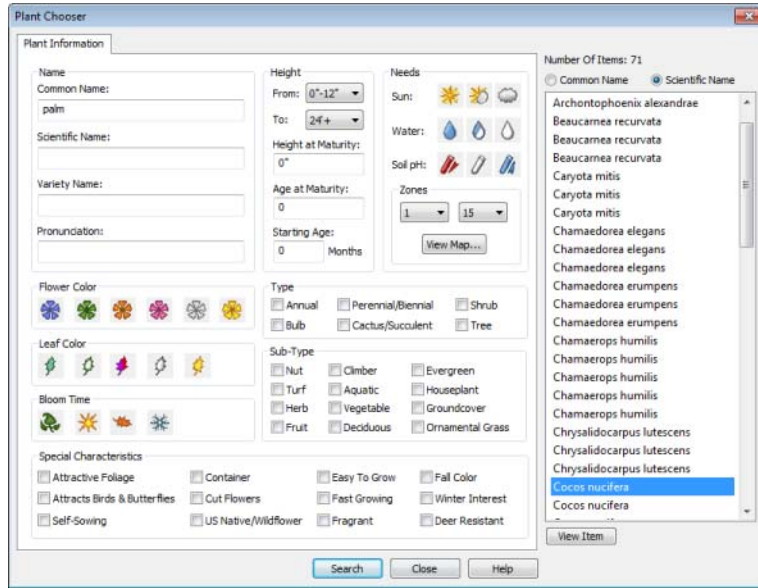 Plant Chooser
Plant Information
Name
Common Name:
palm
Scientific Name:
Variety Name:
Pronunciation:
Height
From: 0"-12"
To: 24'+
Height at Maturity:
0"
Age at Maturity:
0
Starting Age:
0 Months
Needs
Sun:
Water:
Soil pH:
Zones
1 15
View Map...
Flower Color
Leaf Color
Bloom Time
Type
Annual Perennial/Biennial Shrub
Bulb Cactus/Succulent Tree
Sub-Type
Nut Climber Evergreen
Turf Aquatic Houseplant
Herb Vegetable Groundcover
Fruit Deciduous Ornamental Grass
Special Characteristics
Attractive Foliage Container Easy To Grow Fall Color
Attracts Birds & Butterflies Cut Flowers Fast Growing Winter Interest
Self-Sowing US Native/Wildflower Fragrant Deer Resistant
Number Of Items: 71
Common Name Scientific Name
Archontophoenix alexandrae
Beaucarnea recurvata
Beaucarnea recurvata
Beaucarnea recurvata
Caryota mitis
Caryota mitis
Caryota mitis
Chamaedorea elegans
Chamaedorea elegans
Chamaedorea elegans
Chamaedorea erumpens
Chamaedorea erumpens
Chamaedorea erumpens
Chamaerops humilis
Chamaerops humilis
Chamaerops humilis
Chamaerops humilis
Chamaerops humilis
Chrysalidocarpus lutescens
Chrysalidocarpus lutescens
Chrysalidocarpus lutescens
Cocos nucifera
Cocos nucifera
View Item
Search Close Help